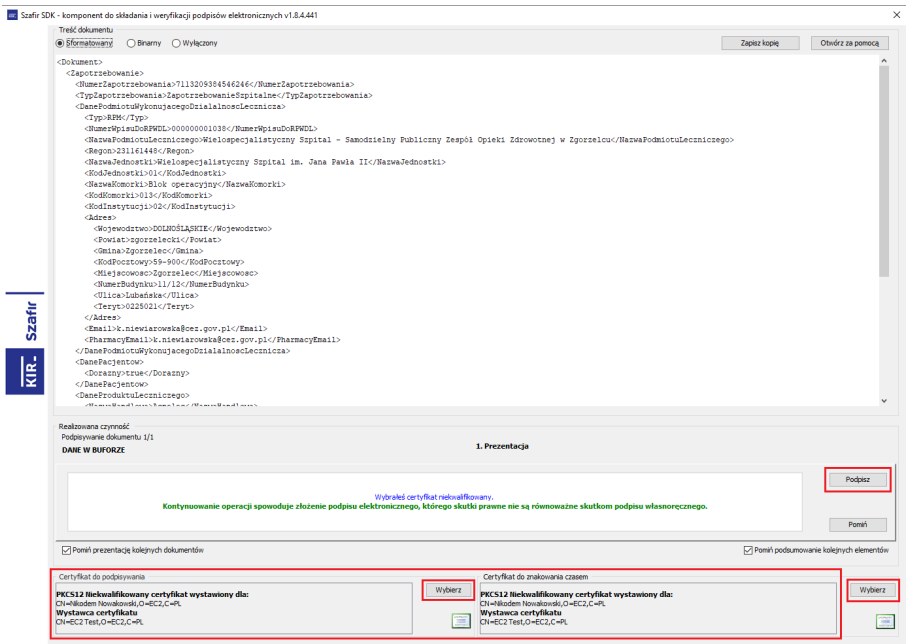 Szafir SDK - komponent do składania i weryfikacji podpisów elektronicznych v1.8.4.441
Treść dokumentu
Sformatowany Binarny Wyłączony Zapisz kopię Otwórz za pomocą
<Dokument>
<Zapotrzebowanie>
<NumerZapotrzebowania>7113209384546246</NumerZapotrzebowania>
<TypZapotrzebowania>ZapotrzebowanieSzpitalne</TypZapotrzebowania>
<DanePodmiotuWykonujacegoDzialalnoscLecznicza>
<Typ>RPM</Typ>
<NumerWpisuDoRPWDL>000000001038</NumerWpisuDoRPWDL>
<NazwaPodmiotuLeczniczego>Wielospecjalistyczny Szpital - Samodzielny Publiczny Zespół Opieki Zdrowotnej w Zgorzelcu</NazwaPodmiotuLeczniczego>
<Regon>231161448</Regon>
<NazwaJednostki>Wielospecjalistyczny Szpital im. Jana Pawła II</NazwaJednostki>
<KodJednostki>01</KodJednostki>
<NazwaKomorki>Blok operacyjny</NazwaKomorki>
<KodKomorki>013</KodKomorki>
<KodInstytucji>02</KodInstytucji>
<Adres>
<Wojewodztwo>DOLNOŚLĄSKIE</Wojewodztwo>
<Powiat>zgorzelecki</Powiat>
<Gmina>Zgorzelec</Gmina>
<KodPocztowy>59-900</KodPocztowy>
<Miejscowosc>Zgorzelec</Miejscowosc>
<NumerBudynku>11/12</NumerBudynku>
<Ulica>Lubańska</Ulica>
<Teryt>0225021</Teryt>
</Adres>
<Email>k.niewiarowska@cez.gov.pl</Email>
<PharmacyEmail>k.niewiarowska@cez.gov.pl</PharmacyEmail>
</DanePodmiotuWykonujacegoDzialalnoscLecznicza>
<DanePacjentow>
<Dorazny>true</Dorazny>
</DanePacjentow>
<DaneProduktuLeczniczego>
KIR- Szafir
Realizowana czynność
Podpisywanie dokumentu 1/1
DANE W BUFORZE
1. Prezentacja
Podpisz
Wybrałeś certyfikat niekwalifikowany.
Kontynuowanie operacji spowoduje złożenie podpisu elektronicznego, którego skutki prawne nie są równoważne skutkom podpisu własnoręcznego.
Pomiń
Pomiń prezentację kolejnych dokumentów Pomiń podsumowanie kolejnych elementów
Certyfikat do podpisywania
PKCS12 Niekwalifikowany certyfikat wystawiony dla:
CN=Nikodem Nowakowski,O=EC2,C=PL
Wystawca certyfikatu
CN=EC2 Test,O=EC2,C=PL
Wybierz
Certyfikat do znakowania czasem
PKCS12 Niekwalifikowany certyfikat wystawiony dla:
CN=Nikodem Nowakowski,O=EC2,C=PL
Wystawca certyfikatu
CN=EC2 Test,O=EC2,C=PL
Wybierz